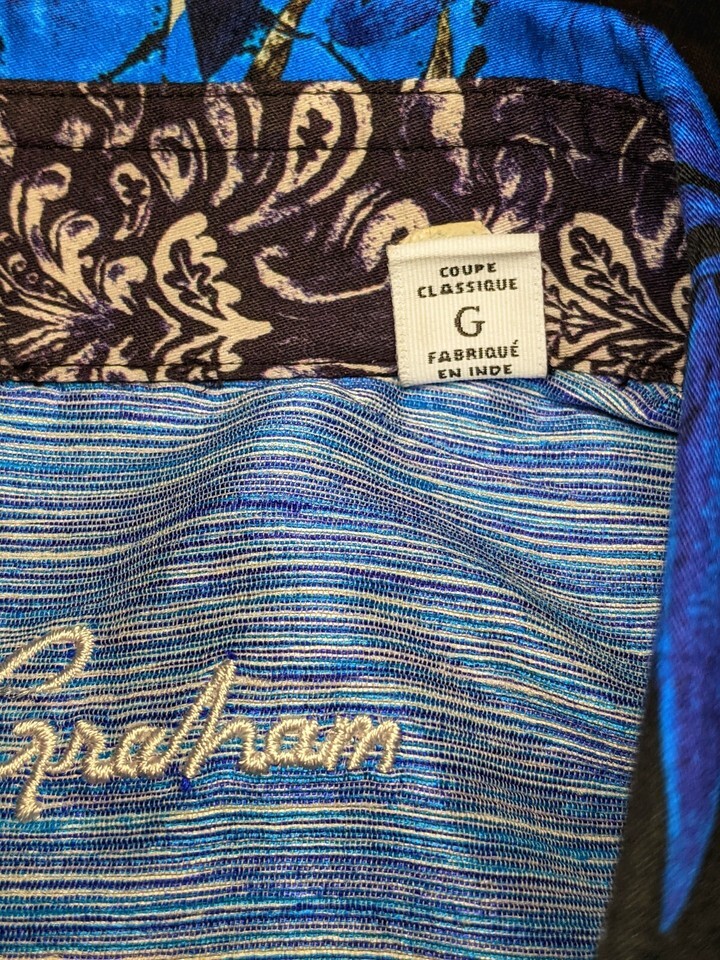 COUPE
CLASSIQUE
G
FABRIQUÉ
EN INDE
Graham